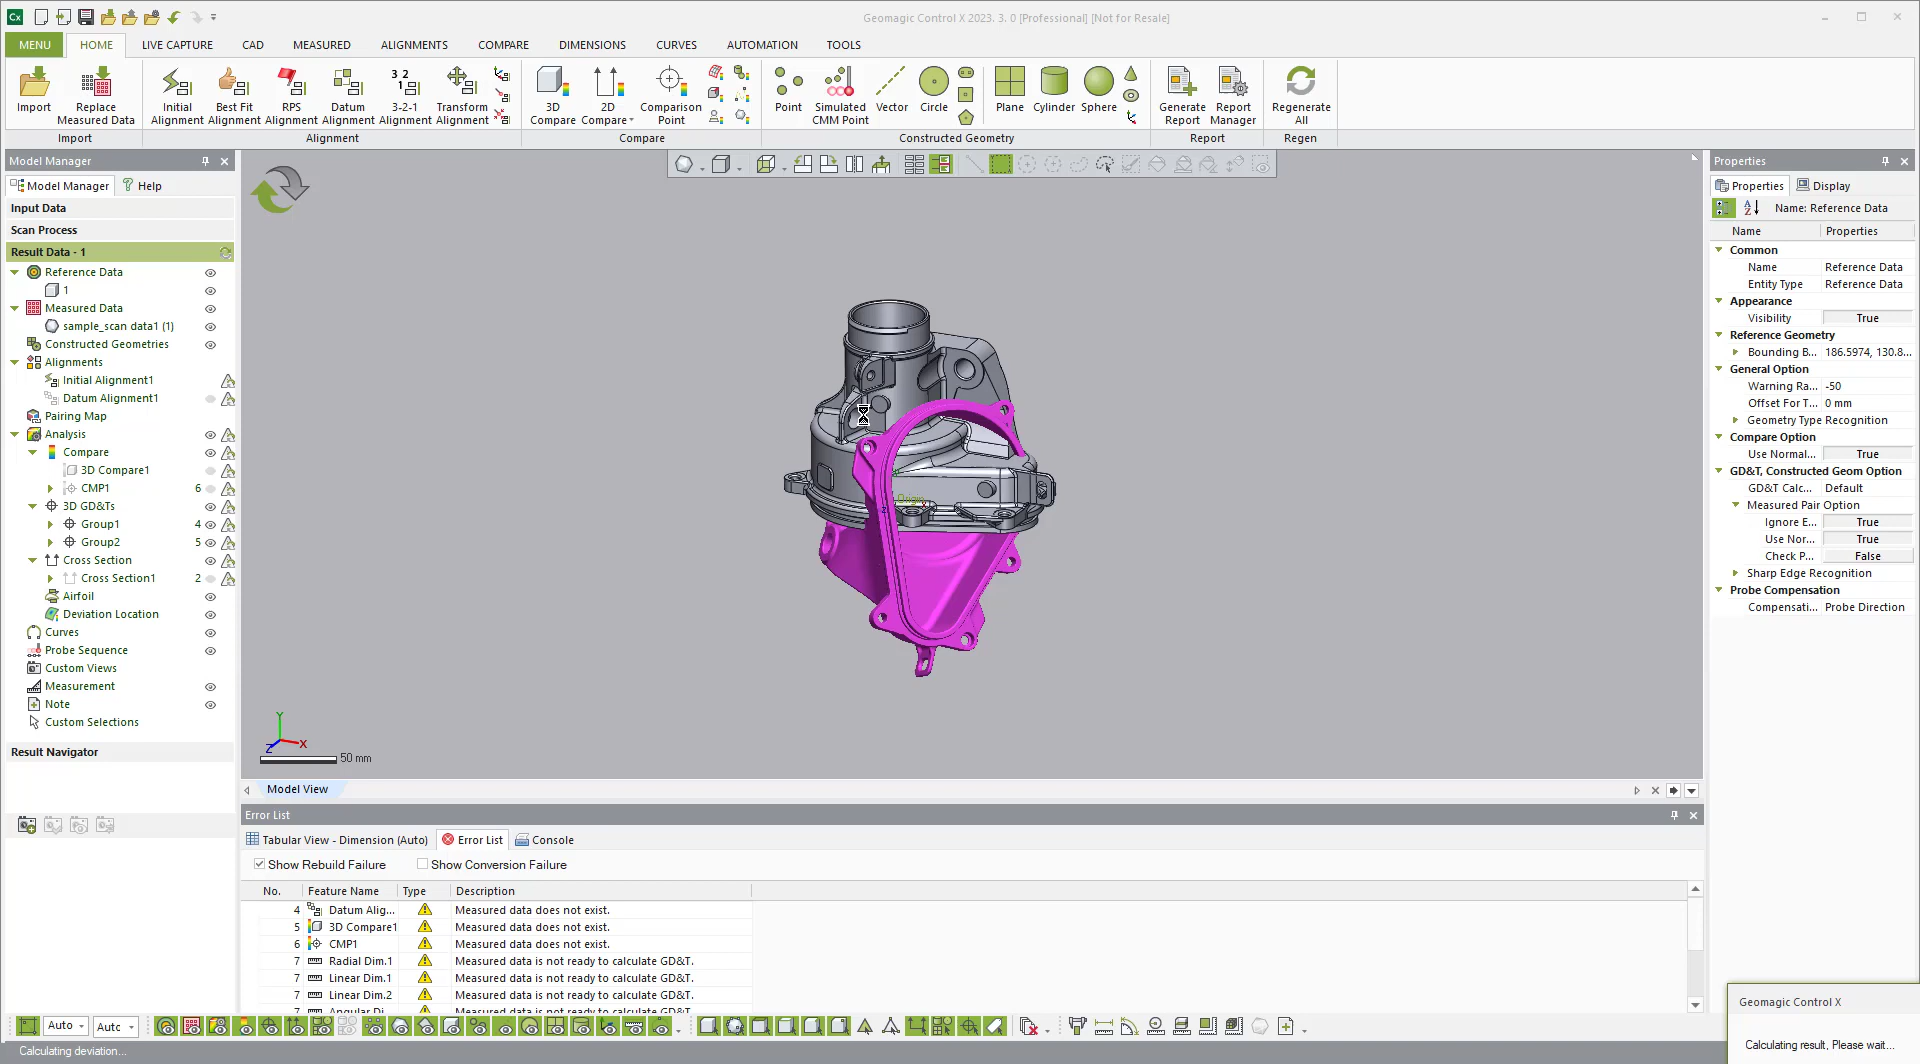 Cx
Geomagic Control X 2023. 3. 0 [Professional] [Not for Resale]
MENU HOME LIVE CAPTURE CAD MEASURED ALIGNMENTS COMPARE DIMENSIONS CURVES AUTOMATION TOOLS
Import Replace Measured Data
Initial Alignment Best Fit Alignment RPS Alignment Datum Alignment 3-2-1 Alignment Transform Alignment
3D Compare 2D Compare Comparison Point
Point Simulated CMM Point Vector Circle Plane Cylinder Sphere
Generate Report Report Manager Regenerate All
Import Alignment Compare Constructed Geometry Report Regen
Model Manager
Model Manager Help
Input Data
Scan Process
Result Data - 1
Reference Data
1
Measured Data
sample_scan data1 (1)
Constructed Geometries
Alignments
Initial Alignment1
Datum Alignment1
Pairing Map
Analysis
Compare
3D Compare1
CMP1 6
3D GD&Ts
Group1 4
Group2 5
Cross Section
Cross Section1 2
Airfoil
Deviation Location
Curves
Probe Sequence
Custom Views
Measurement
Note
Custom Selections
Result Navigator
Origin
Y
Z X
50 mm
Model View
Error List
Tabular View - Dimension (Auto) Error List Console
Show Rebuild Failure Show Conversion Failure
No. Feature Name Type Description
4 Datum Alig... Measured data does not exist.
5 3D Compare1 Measured data does not exist.
6 CMP1 Measured data does not exist.
7 Radial Dim.1 Measured data is not ready to calculate GD&T.
7 Linear Dim.1 Measured data is not ready to calculate GD&T.
7 Linear Dim.2 Measured data is not ready to calculate GD&T.
7 Angular Di... Measured data is not ready to calculate GD&T.
Auto Auto
Calculating deviation...
Properties
Properties Display
Name: Reference Data
Name Properties
Common
Name Reference Data
Entity Type Reference Data
Appearance
Visibility True
Reference Geometry
Bounding B... 186.5974, 130.8...
General Option
Warning Ra... -50
Offset For T... 0 mm
Geometry Type Recognition
Compare Option
Use Normal... True
GD&T, Constructed Geom Option
GD&T Calc... Default
Measured Pair Option
Ignore E... True
Use Nor... True
Check P... False
Sharp Edge Recognition
Probe Compensation
Compensati... Probe Direction
Geomagic Control X
Calculating result, Please wait...